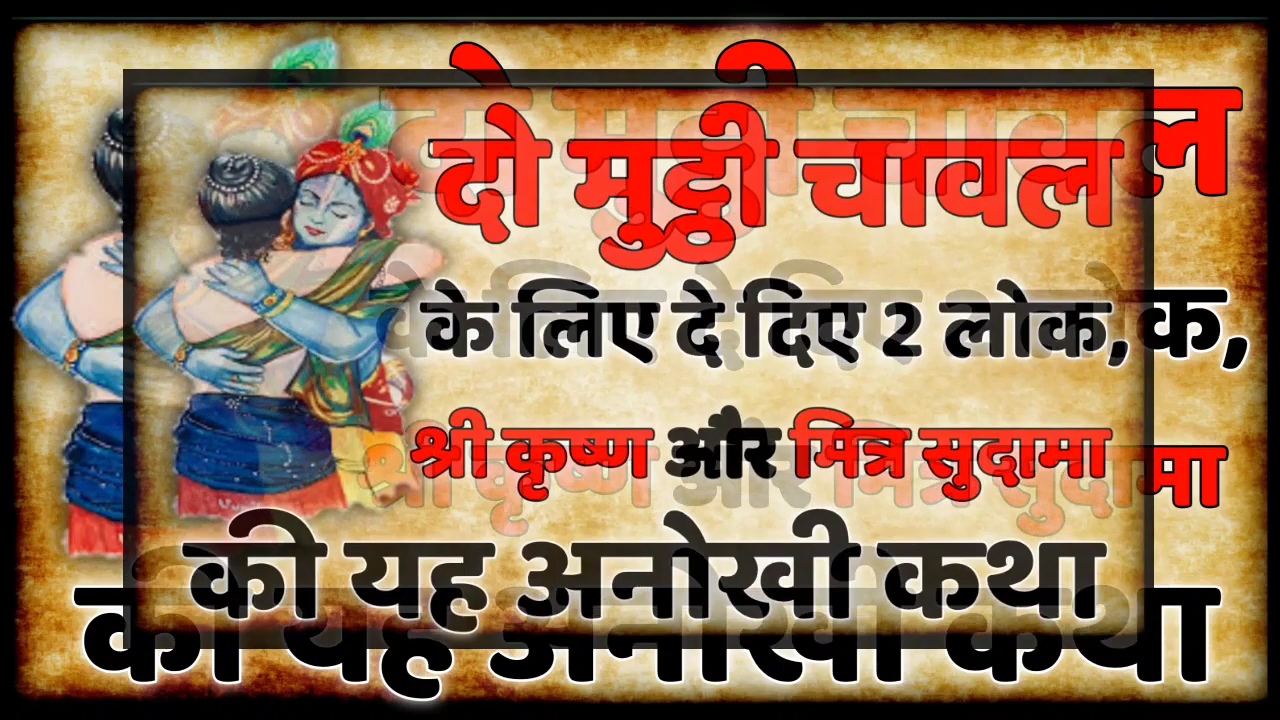 दो मुट्ठी चावल
के लिए दे दिए 2 लोक,
श्री कृष्ण और मित्र सुदामा
की यह अनोखी कथा